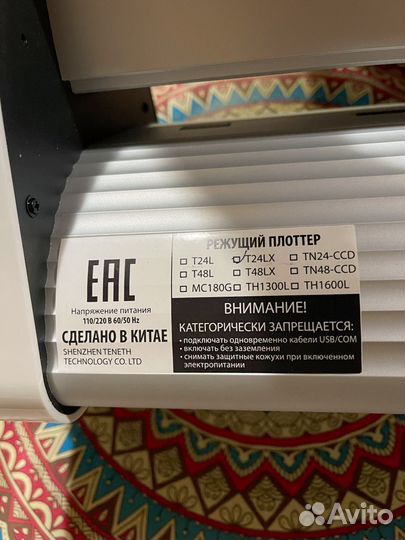 EAC
Напряжение питания
110/220 В 60/50 Hz
СДЕЛАНО В КИТАЕ
SHENZHEN TENETH
TECHNOLOGY CO. LTD
РЕЖУЩИЙ ПЛОТТЕР
T24L T24LX TN24-CCD
T48L T48LX TN48-CCD
MC180G TH1300L TH1600L
ВНИМАНИЕ!
КАТЕГОРИЧЕСКИ ЗАПРЕЩАЕТСЯ:
• подключать одновременно кабели USB/COM
• включать без заземления
• снимать защитные кожухи при включенном
электропитании
Avito